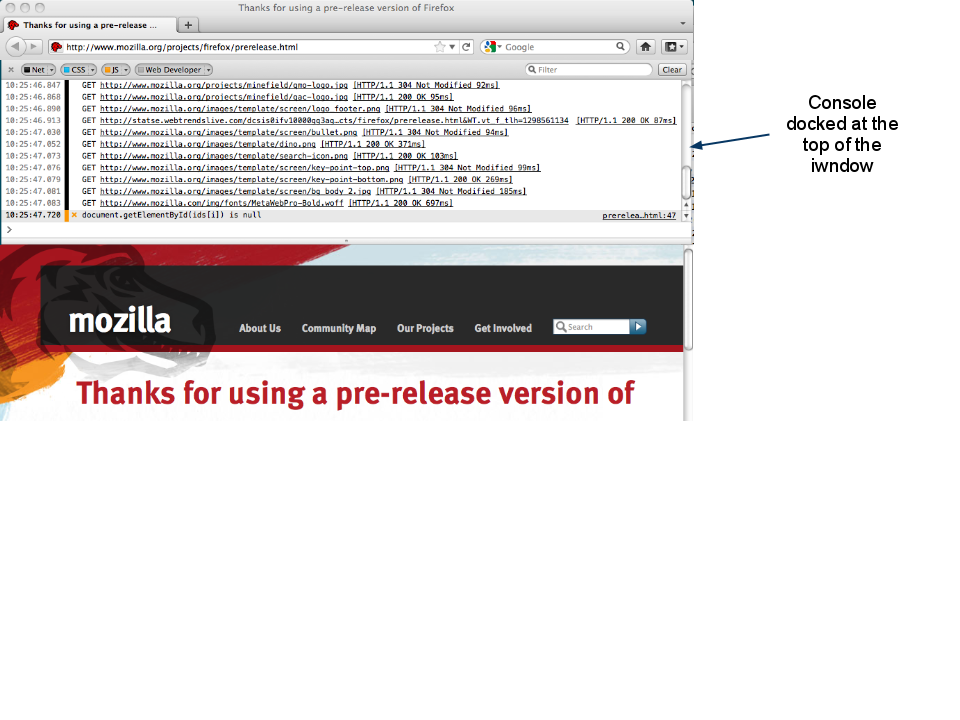 Thanks for using a pre-release version of Firefox
Thanks for using a pre-release ...
http://www.mozilla.org/projects/firefox/prerelease.html
Google
Net CSS JS Web Developer Filter Clear
10:25:46.847 GET http://www.mozilla.org/projects/minefield/qmo-logo.jpg [HTTP/1.1 304 Not Modified 92ms]
10:25:46.868 GET http://www.mozilla.org/projects/minefield/qac-logo.jpg [HTTP/1.1 200 OK 95ms]
10:25:46.890 GET http://www.mozilla.org/images/template/screen/logo_footer.png [HTTP/1.1 304 Not Modified 96ms]
10:25:46.913 GET http://statse.webtrendslive.com/dcsis0ifv10000gg3ag_cts/firefox/prerelease.html&WT.vt_f_tlh=1298561134 [HTTP/1.1 200 OK 87ms]
10:25:47.030 GET http://www.mozilla.org/images/template/screen/bullet.png [HTTP/1.1 304 Not Modified 94ms]
10:25:47.052 GET http://www.mozilla.org/images/template/dino.png [HTTP/1.1 200 OK 371ms]
10:25:47.073 GET http://www.mozilla.org/images/template/search-icon.png [HTTP/1.1 200 OK 103ms]
10:25:47.076 GET http://www.mozilla.org/images/template/screen/key-point-top.png [HTTP/1.1 304 Not Modified 99ms]
10:25:47.079 GET http://www.mozilla.org/images/template/screen/key-point-bottom.png [HTTP/1.1 200 OK 269ms]
10:25:47.081 GET http://www.mozilla.org/images/template/screen/bg_body_2.jpg [HTTP/1.1 304 Not Modified 185ms]
10:25:47.083 GET http://www.mozilla.com/img/fonts/MetaWebPro-Bold.woff [HTTP/1.1 200 OK 697ms]
10:25:47.720 document.getElementById(ids[i]) is null prerelea…html:47
>
mozilla
About Us Community Map Our Projects Get Involved Search
Thanks for using a pre-release version of
Console
docked at the
top of the
iwndow